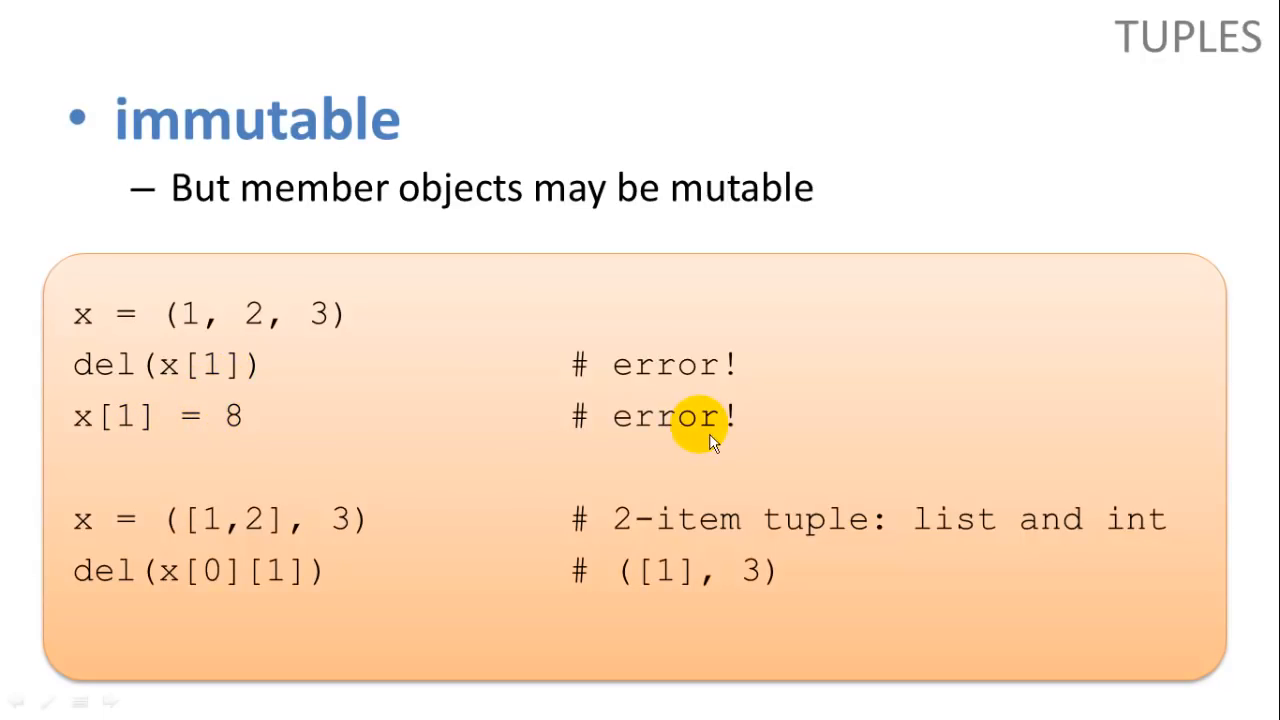 TUPLES
• immutable
– But member objects may be mutable
x = (1, 2, 3)
del(x[1]) # error!
x[1] = 8 # error!
x = ([1,2], 3) # 2-item tuple: list and int
del(x[0][1]) # ([1], 3)